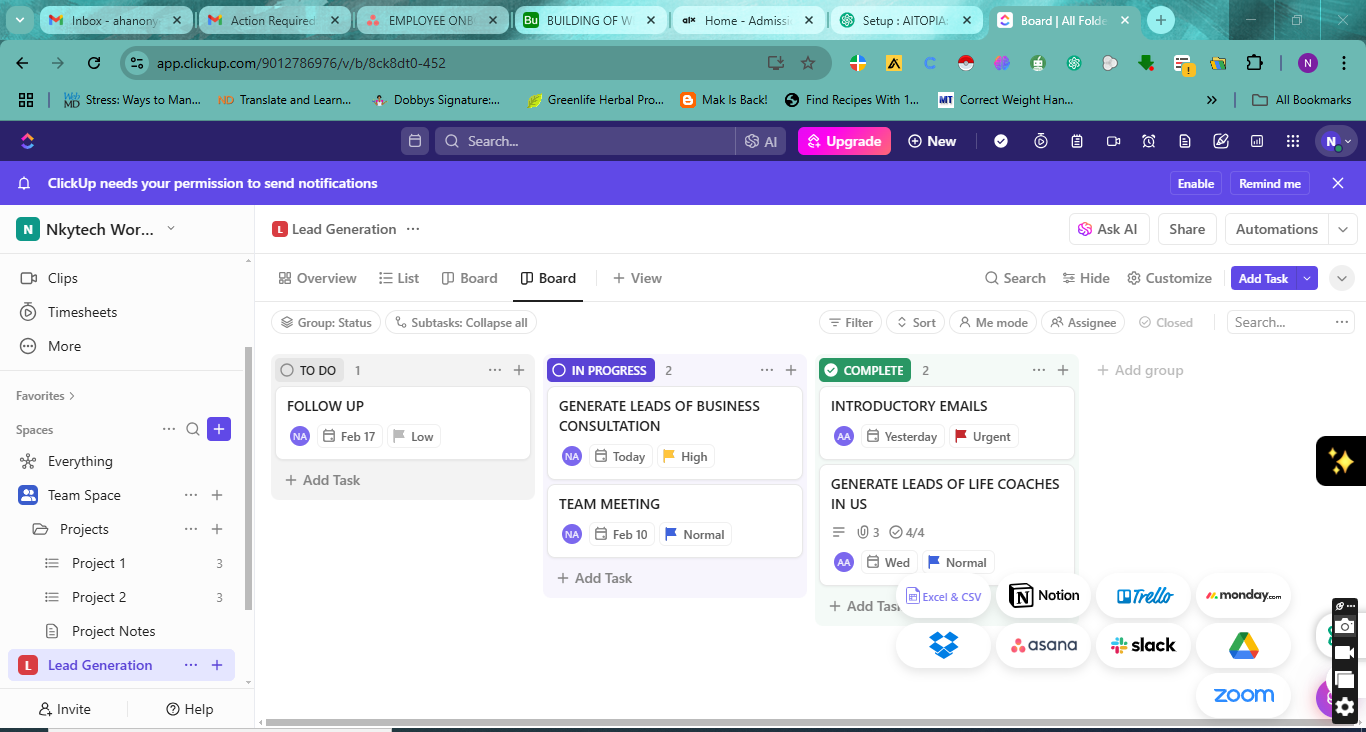 Inbox - ahanony
Action Required
EMPLOYEE ONB
Bu BUILDING OF W
alx Home - Admissi
Setup : AITOPIA
Board | All Folde
app.clickup.com/9012786976/v/b/8ck8dt0-452
N
WD MD Stress: Ways to Man...
ND Translate and Learn...
Dobbys Signature:...
Greenlife Herbal Pro...
Mak Is Back!
Find Recipes With 1...
MT Correct Weight Han...
All Bookmarks
Search...
AI
Upgrade
New
N
ClickUp needs your permission to send notifications
Enable
Remind me
N Nkytech Wor...
L Lead Generation ...
Ask AI
Share
Automations
Clips
Timesheets
More
Overview
List
Board
Board
+ View
Search
Hide
Customize
Add Task
Group: Status
Subtasks: Collapse all
Filter
Sort
Me mode
Assignee
Closed
Search...
Favorites
Spaces
Everything
Team Space
Projects
Project 1 3
Project 2 3
Project Notes
L Lead Generation
Invite
Help
TO DO 1
FOLLOW UP
NA Feb 17 Low
+ Add Task
IN PROGRESS 2
GENERATE LEADS OF BUSINESS
CONSULTATION
NA Today High
TEAM MEETING
NA Feb 10 Normal
+ Add Task
COMPLETE 2
INTRODUCTORY EMAILS
AA Yesterday Urgent
GENERATE LEADS OF LIFE COACHES
IN US
3 4/4
AA Wed Normal
+ Add Tas
+ Add group
Excel & CSV
Notion
Trello
monday.com
asana
slack
zoom